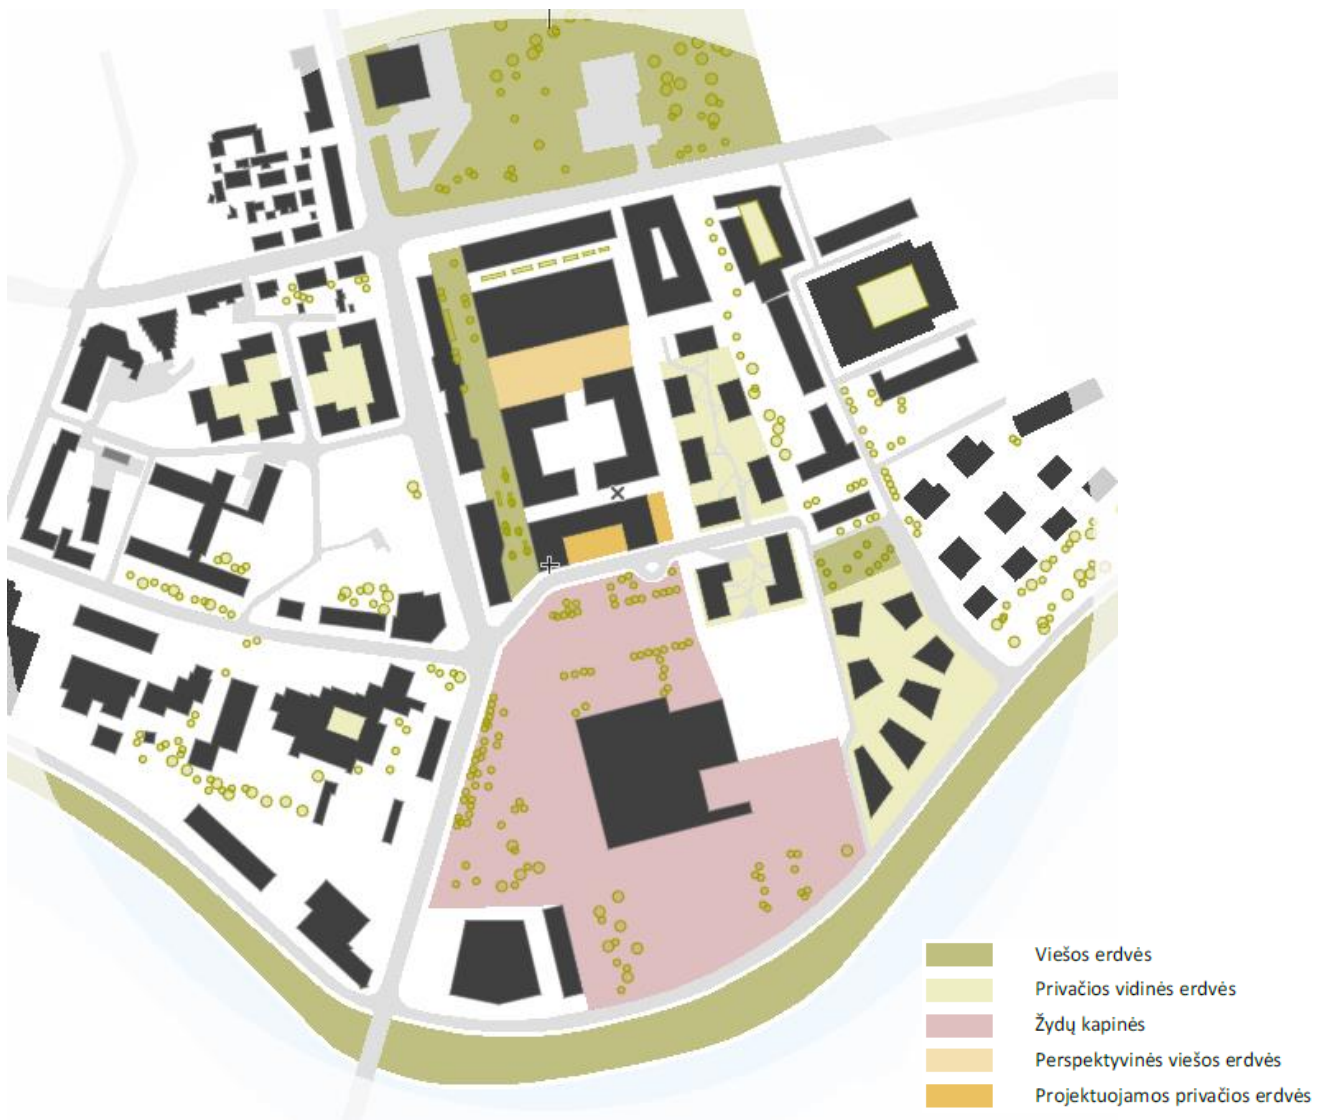 Viešos erdvės
Privačios vidinės erdvės
Žydų kapinės
Perspektyvinės viešos erdvės
Projektuojamos privačios erdvės